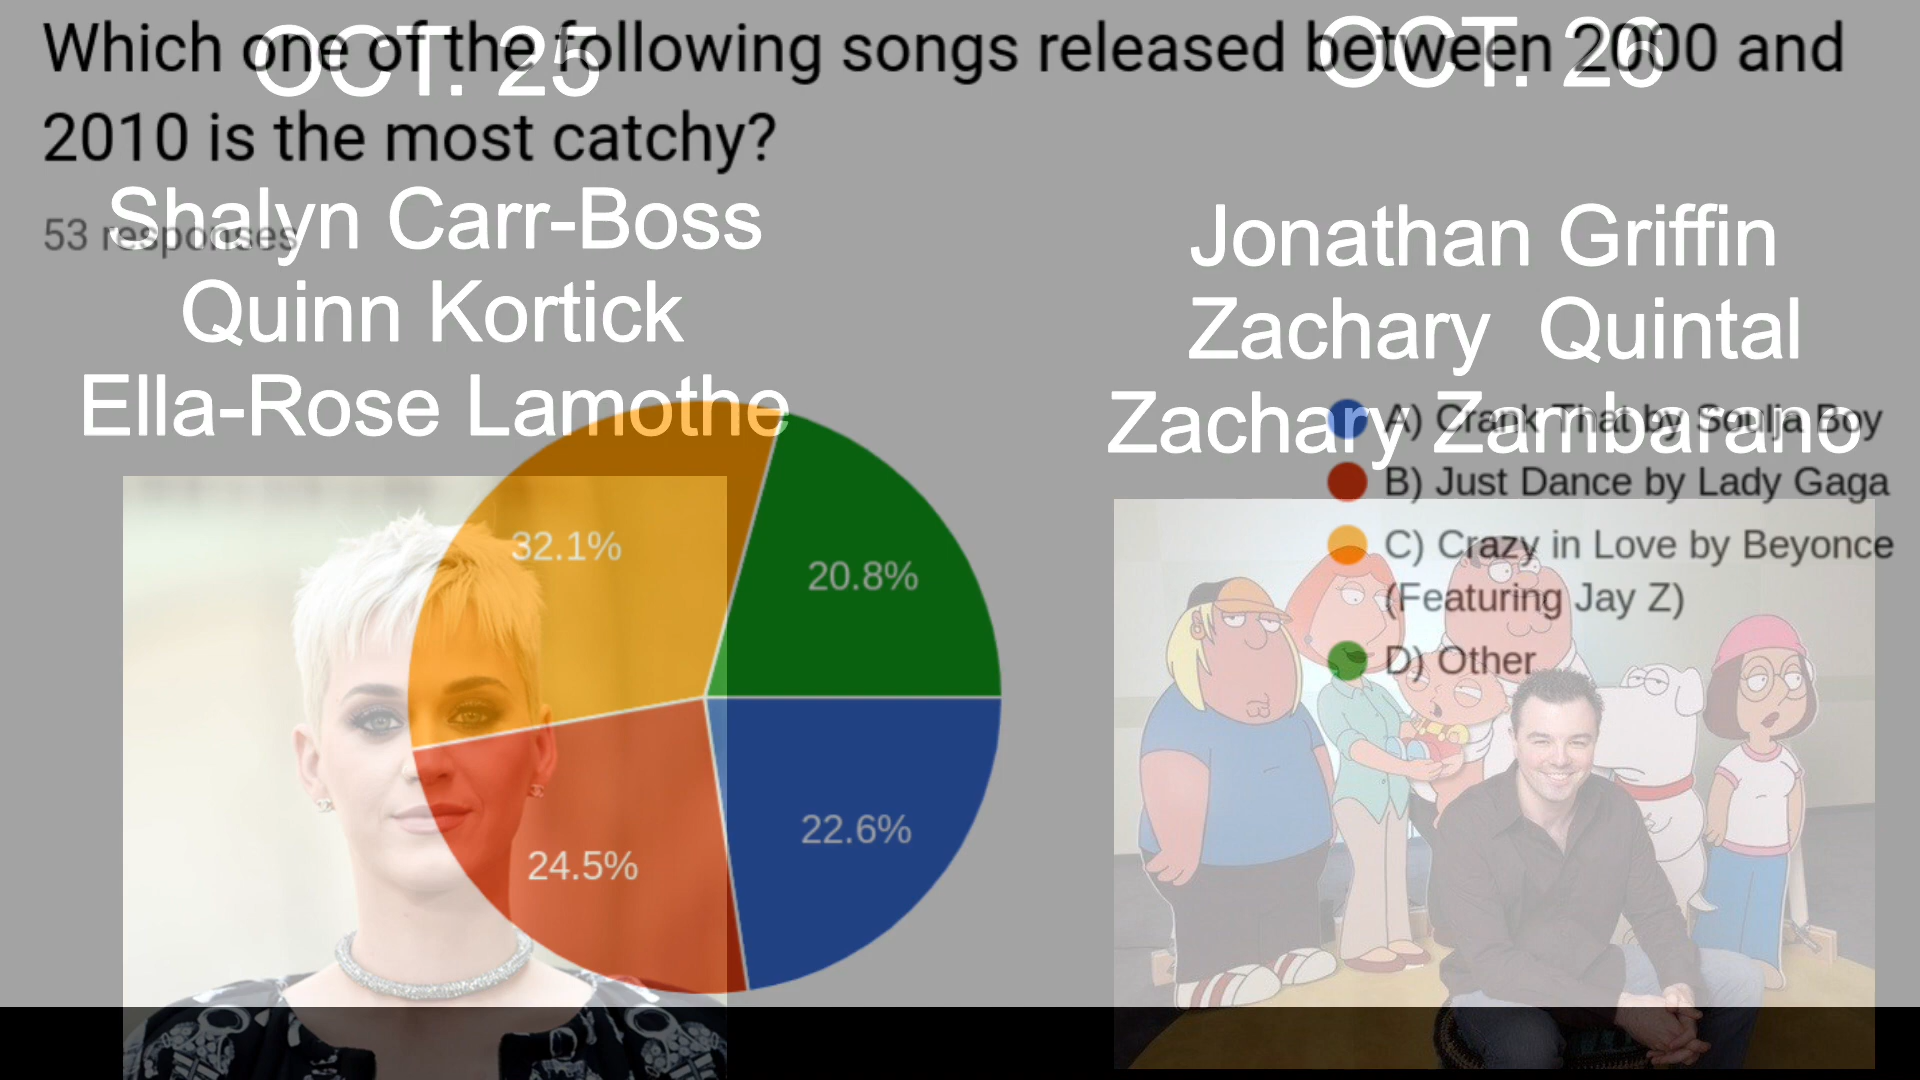 Which one of the following songs released between 2000 and
2010 is the most catchy?
53 responses
OCT. 25
Shalyn Carr-Boss
Quinn Kortick
Ella-Rose Lamothe
OCT. 26
Jonathan Griffin
Zachary  Quintal
Zachary Zambarano
32.1%
20.8%
24.5%
22.6%
A) Crank That by Soulja Boy
B) Just Dance by Lady Gaga
C) Crazy in Love by Beyonce
(Featuring Jay Z)
D) Other